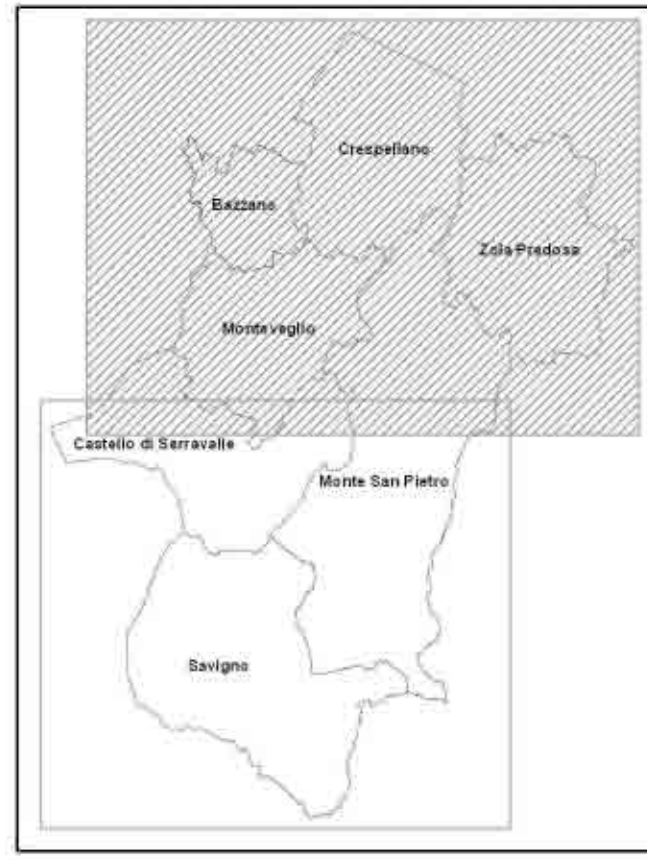 Crespellano
Bazzano
Zola Predosa
Monteveglio
Castello di Serravalle
Monte San Pietro
Savigno